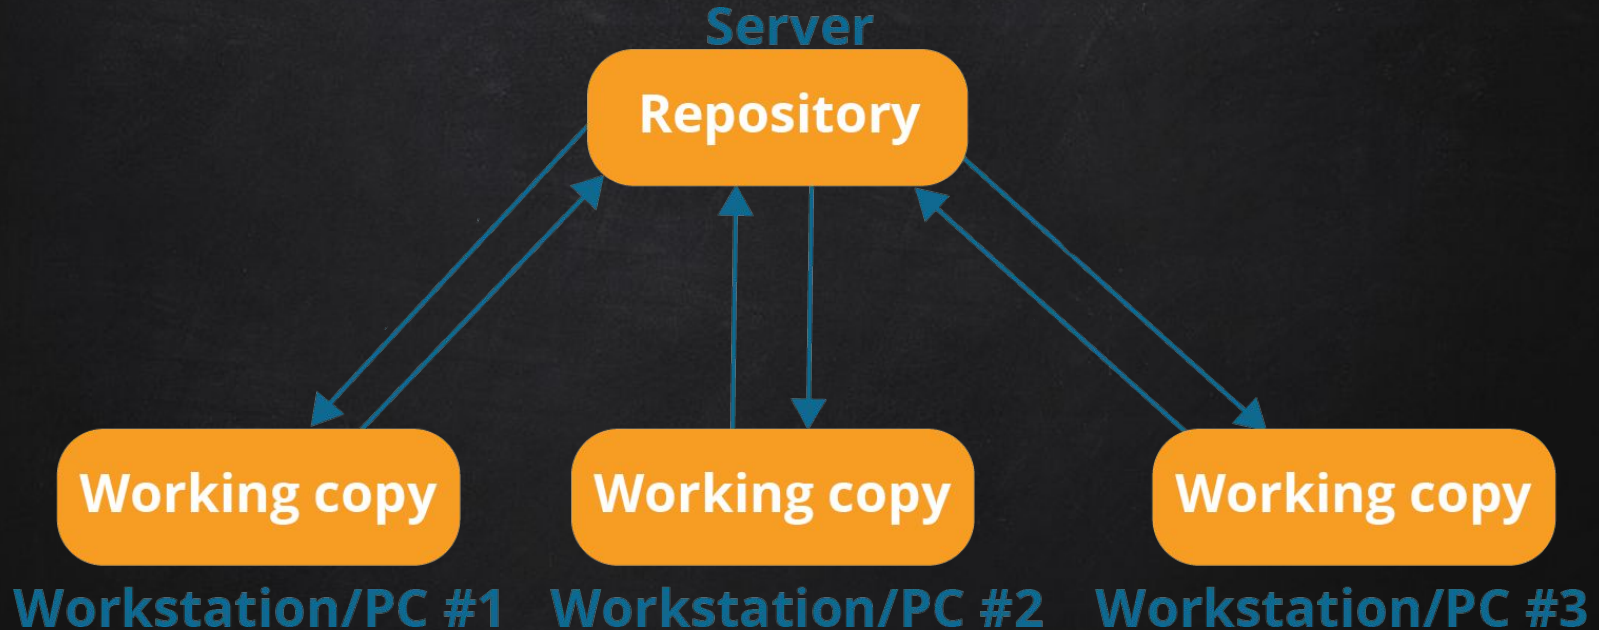 Server
Repository
Working copy
Working copy
Working copy
Workstation/PC #1
Workstation/PC #2
Workstation/PC #3